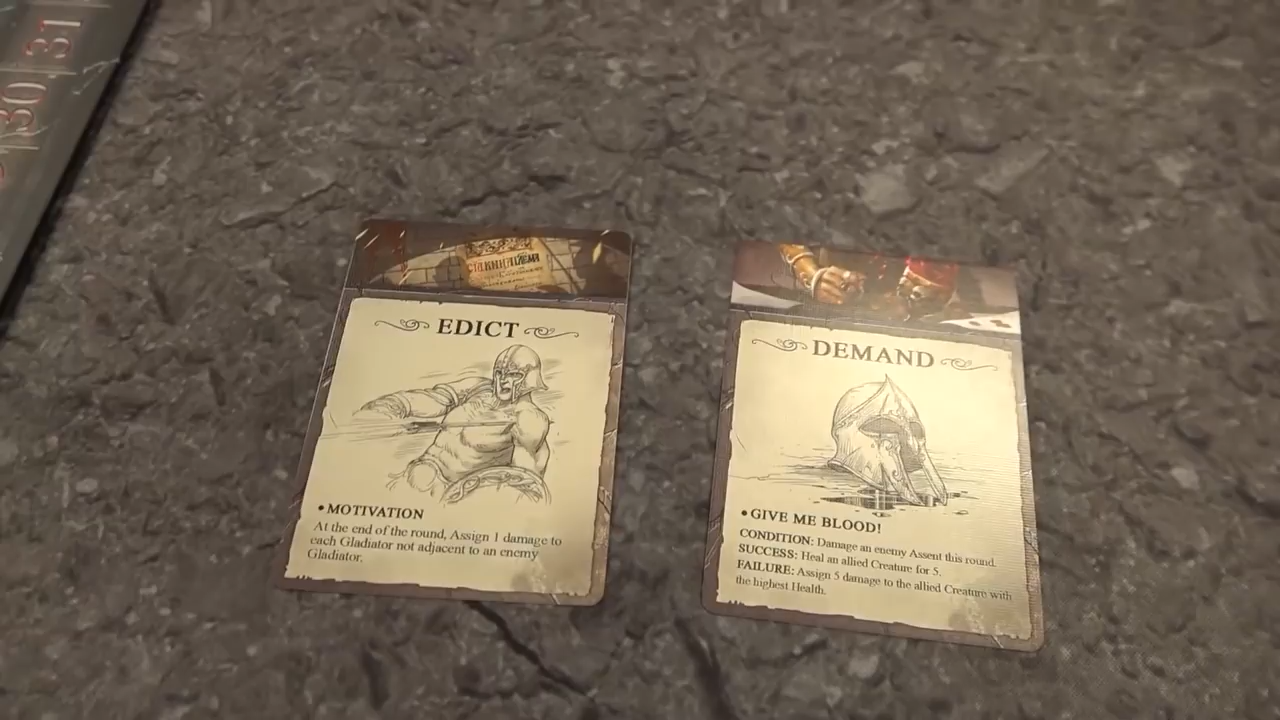 30 31
EDICT
• MOTIVATION
At the end of the round, Assign 1 damage to
each Gladiator not adjacent to an enemy
Gladiator.
DEMAND
• GIVE ME BLOOD!
CONDITION: Damage an enemy Assent this round.
SUCCESS: Heal an allied Creature for 5.
FAILURE: Assign 5 damage to the allied Creature with
the highest Health.